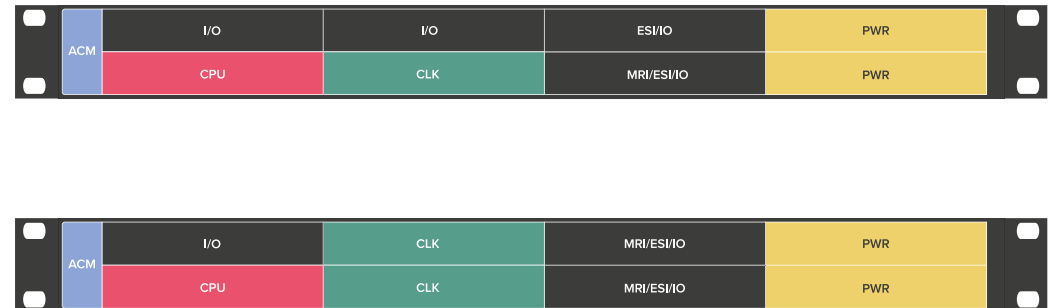 I/O I/O ESI/IO PWR
ACM
CPU CLK MRI/ESI/IO PWR
I/O CLK MRI/ESI/IO PWR
ACM
CPU CLK MRI/ESI/IO PWR